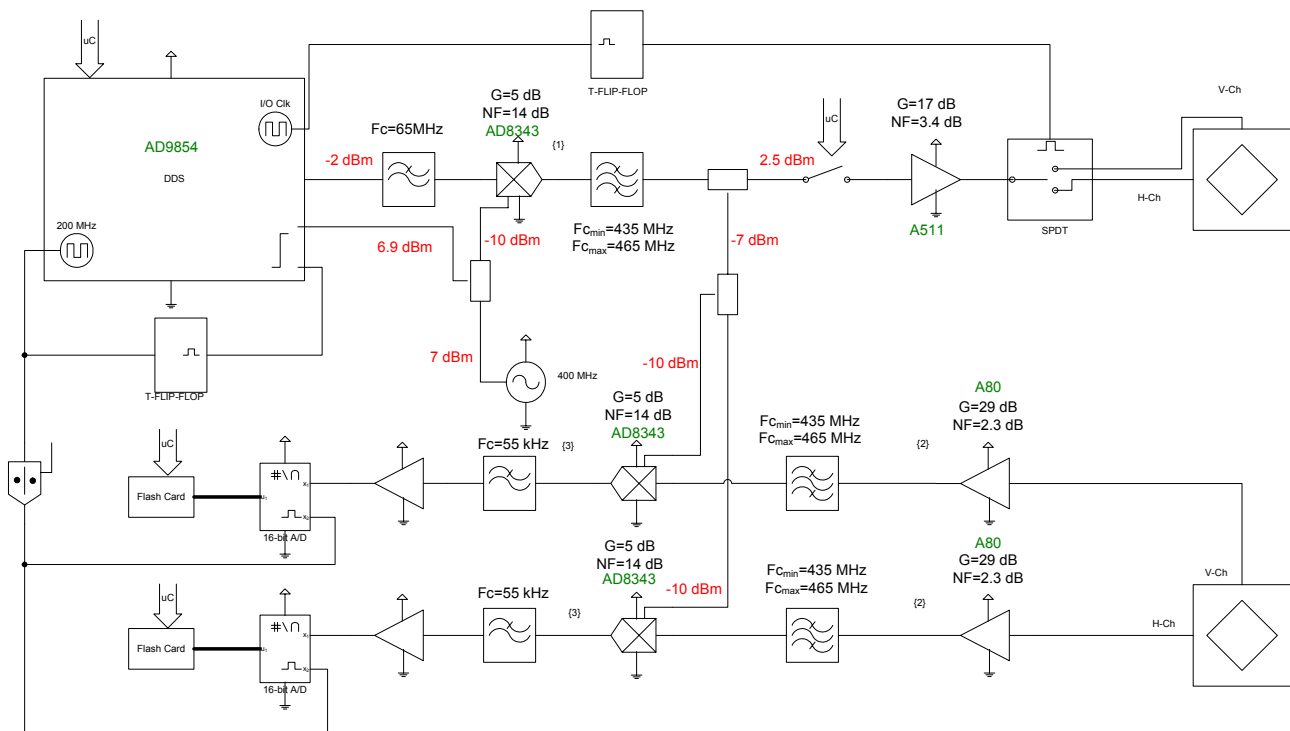 uC
I/O Clk
AD9854
DDS
200 MHz
T-FLIP-FLOP
T-FLIP-FLOP
-2 dBm
Fc=65MHz
G=5 dB
NF=14 dB
AD8343
{1}
6.9 dBm
-10 dBm
7 dBm
400 MHz
Fcmin=435 MHz
Fcmax=465 MHz
2.5 dBm
-7 dBm
uC
G=17 dB
NF=3.4 dB
A511
SPDT
V-Ch
H-Ch
-10 dBm
uC
Flash Card
#\∩
u1
x1
x2
16-bit A/D
Fc=55 kHz
{3}
G=5 dB
NF=14 dB
AD8343
Fcmin=435 MHz
Fcmax=465 MHz
{2}
A80
G=29 dB
NF=2.3 dB
uC
Flash Card
#\∩
u1
x1
x2
16-bit A/D
Fc=55 kHz
{3}
G=5 dB
NF=14 dB
AD8343
-10 dBm
Fcmin=435 MHz
Fcmax=465 MHz
{2}
A80
G=29 dB
NF=2.3 dB
V-Ch
H-Ch